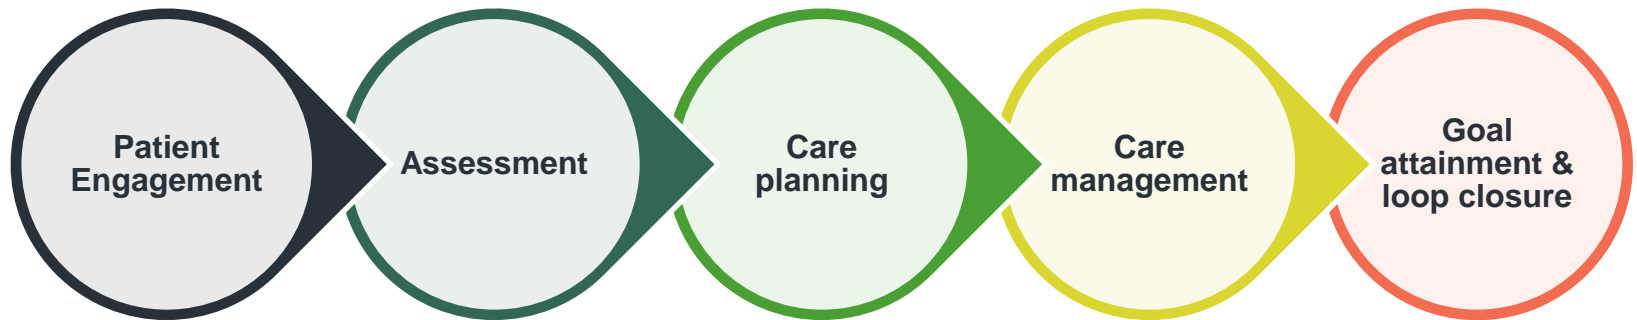 Patient
Engagement
Assessment
Care
planning
Care
management
Goal
attainment &
loop closure